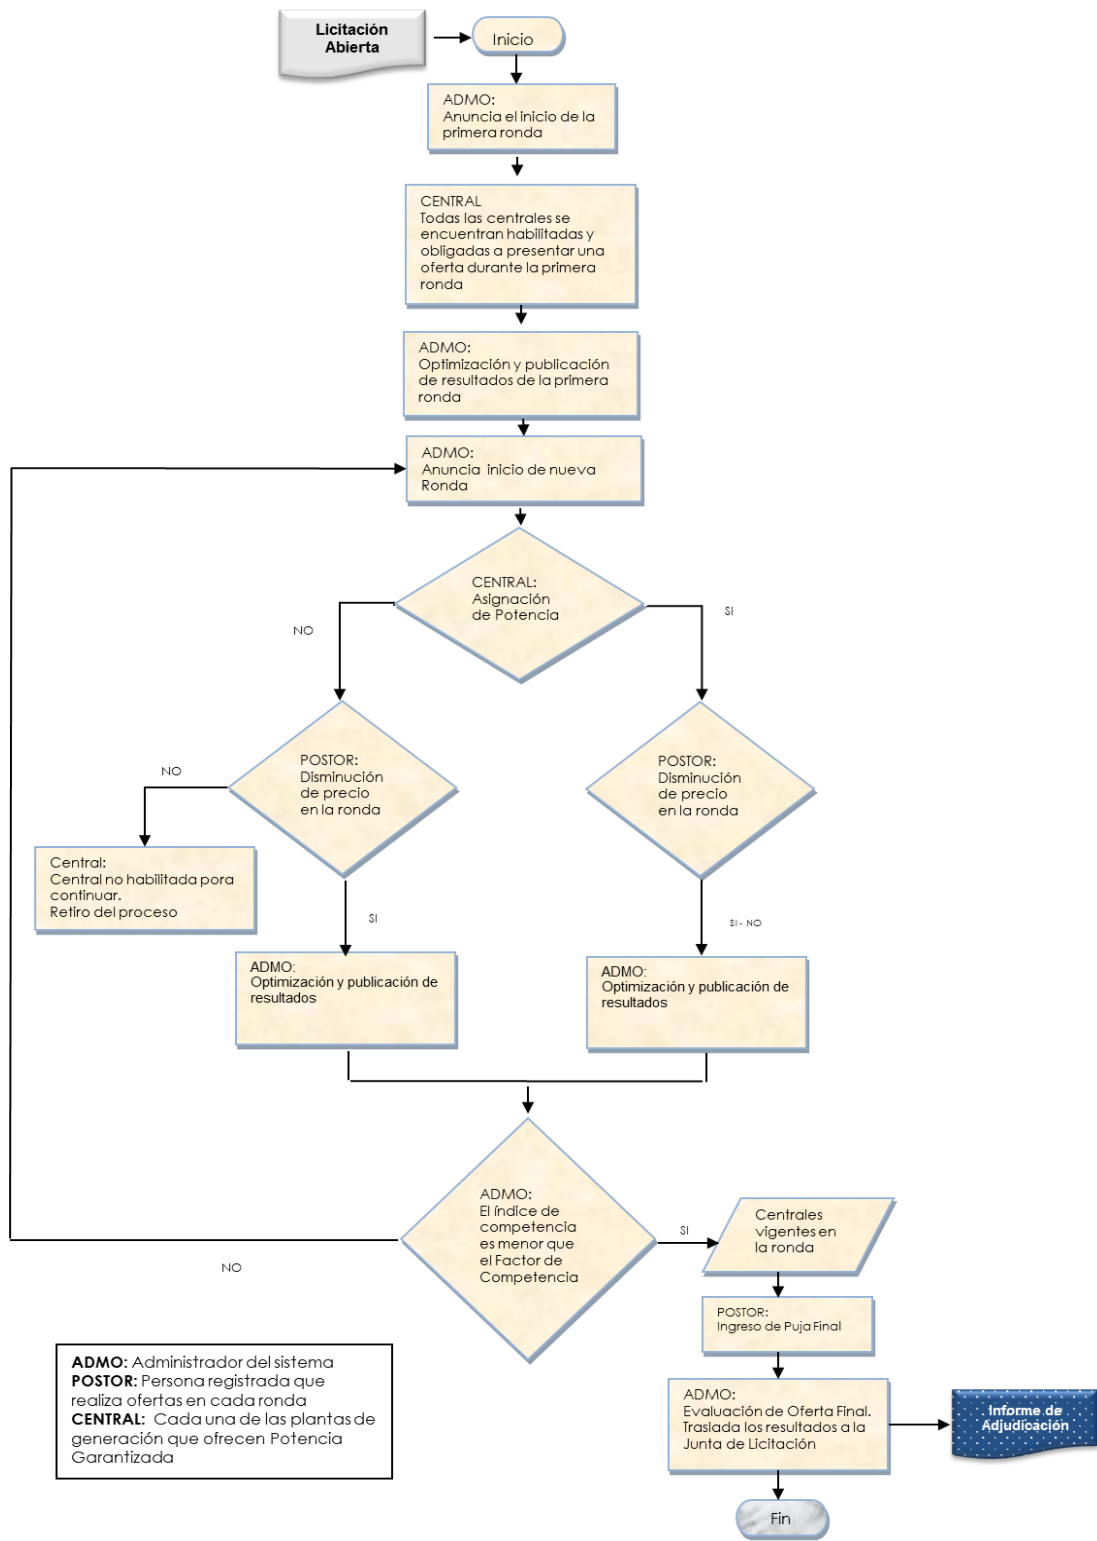 Licitación
Abierta
Inicio
ADMO:
Anuncia el inicio de la
primera ronda
CENTRAL
Todas las centrales se
encuentran habilitadas y
obligadas a presentar una
oferta durante la primera
ronda
ADMO:
Optimización y publicación
de resultados de la primera
ronda
ADMO:
Anuncia inicio de nueva
Ronda
CENTRAL:
Asignación
de Potencia
NO
SI
POSTOR:
Disminución
de precio
en la ronda
POSTOR:
Disminución
de precio
en la ronda
NO
Central:
Central no habilitada pora
continuar.
Retiro del proceso
SI
SI - NO
ADMO:
Optimización y publicación de
resultados
ADMO:
Optimización y publicación de
resultados
ADMO:
El índice de
competencia
es menor que
el Factor de
Competencia
SI
NO
Centrales
vigentes en
la ronda
POSTOR:
Ingreso de Puja Final
ADMO:
Evaluación de Oferta Final.
Traslada los resultados a la
Junta de Licitación
Informe de
Adjudicación
Fin
ADMO: Administrador del sistema
POSTOR: Persona registrada que
realiza ofertas en cada ronda
CENTRAL: Cada una de las plantas de
generación que ofrecen Potencia
Garantizada